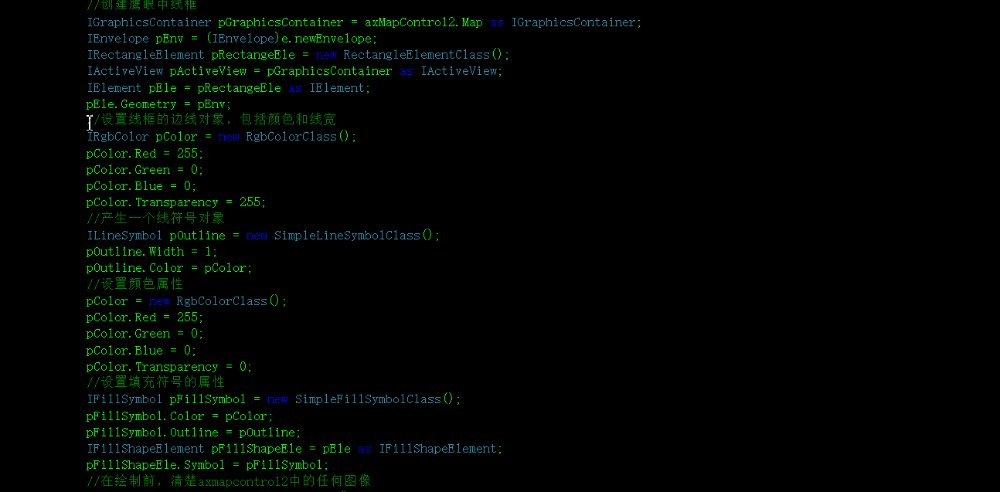 //创建鹰眼中线框
IGraphicsContainer pGraphicsContainer = axMapControl2.Map as IGraphicsContainer;
IEnvelope pEnv = (IEnvelope)e.newEnvelope;
IRectangleElement pRectangeEle = new RectangleElementClass();
IActiveView pActiveView = pGraphicsContainer as IActiveView;
IElement pEle = pRectangeEle as IElement;
pEle.Geometry = pEnv;
//设置线框的边线对象，包括颜色和线宽
IRgbColor pColor = new RgbColorClass();
pColor.Red = 255;
pColor.Green = 0;
pColor.Blue = 0;
pColor.Transparency = 255;
//产生一个线符号对象
ILineSymbol pOutline = new SimpleLineSymbolClass();
pOutline.Width = 1;
pOutline.Color = pColor;
//设置颜色属性
pColor = new RgbColorClass();
pColor.Red = 255;
pColor.Green = 0;
pColor.Blue = 0;
pColor.Transparency = 0;
//设置填充符号的属性
IFillSymbol pFillSymbol = new SimpleFillSymbolClass();
pFillSymbol.Color = pColor;
pFillSymbol.Outline = pOutline;
IFillShapeElement pFillShapeEle = pEle as IFillShapeElement;
pFillShapeEle.Symbol = pFillSymbol;
//在绘制前，清楚axmapcontrol2中的任何图像